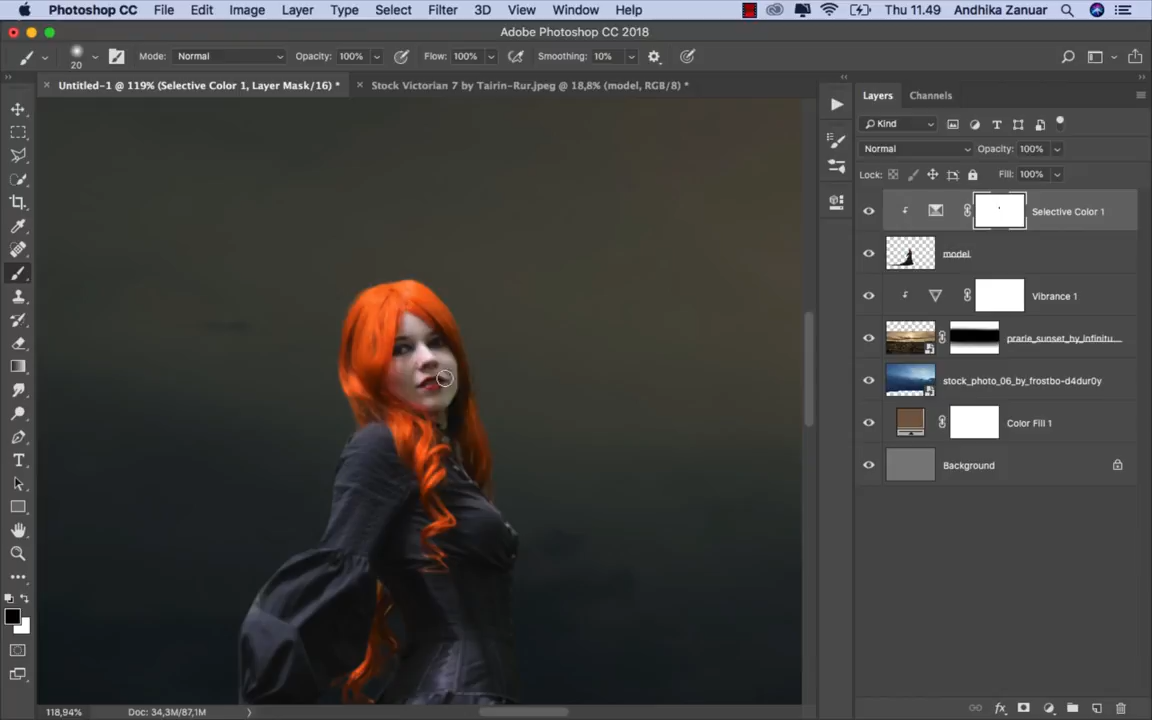 Photoshop CC File Edit Image Layer Type Select Filter 3D View Window Help Thu 11.49 Andhika Zanuar
Adobe Photoshop CC 2018
20 Mode: Normal Opacity: 100% Flow: 100% Smoothing: 10%
Untitled-1 @ 119% (Selective Color 1, Layer Mask/16) * Stock Victorian 7 by Tairin-Rur.jpeg @ 18,8% (model, RGB/8) *
Layers Channels
Kind
Normal Opacity: 100%
Lock: Fill: 100%
Selective Color 1
model
Vibrance 1
prarie_sunset_by_infinitu...
stock_photo_06_by_frostbo-d4dur0y
Color Fill 1
Background
118,94% Doc: 34,3M/87,1M